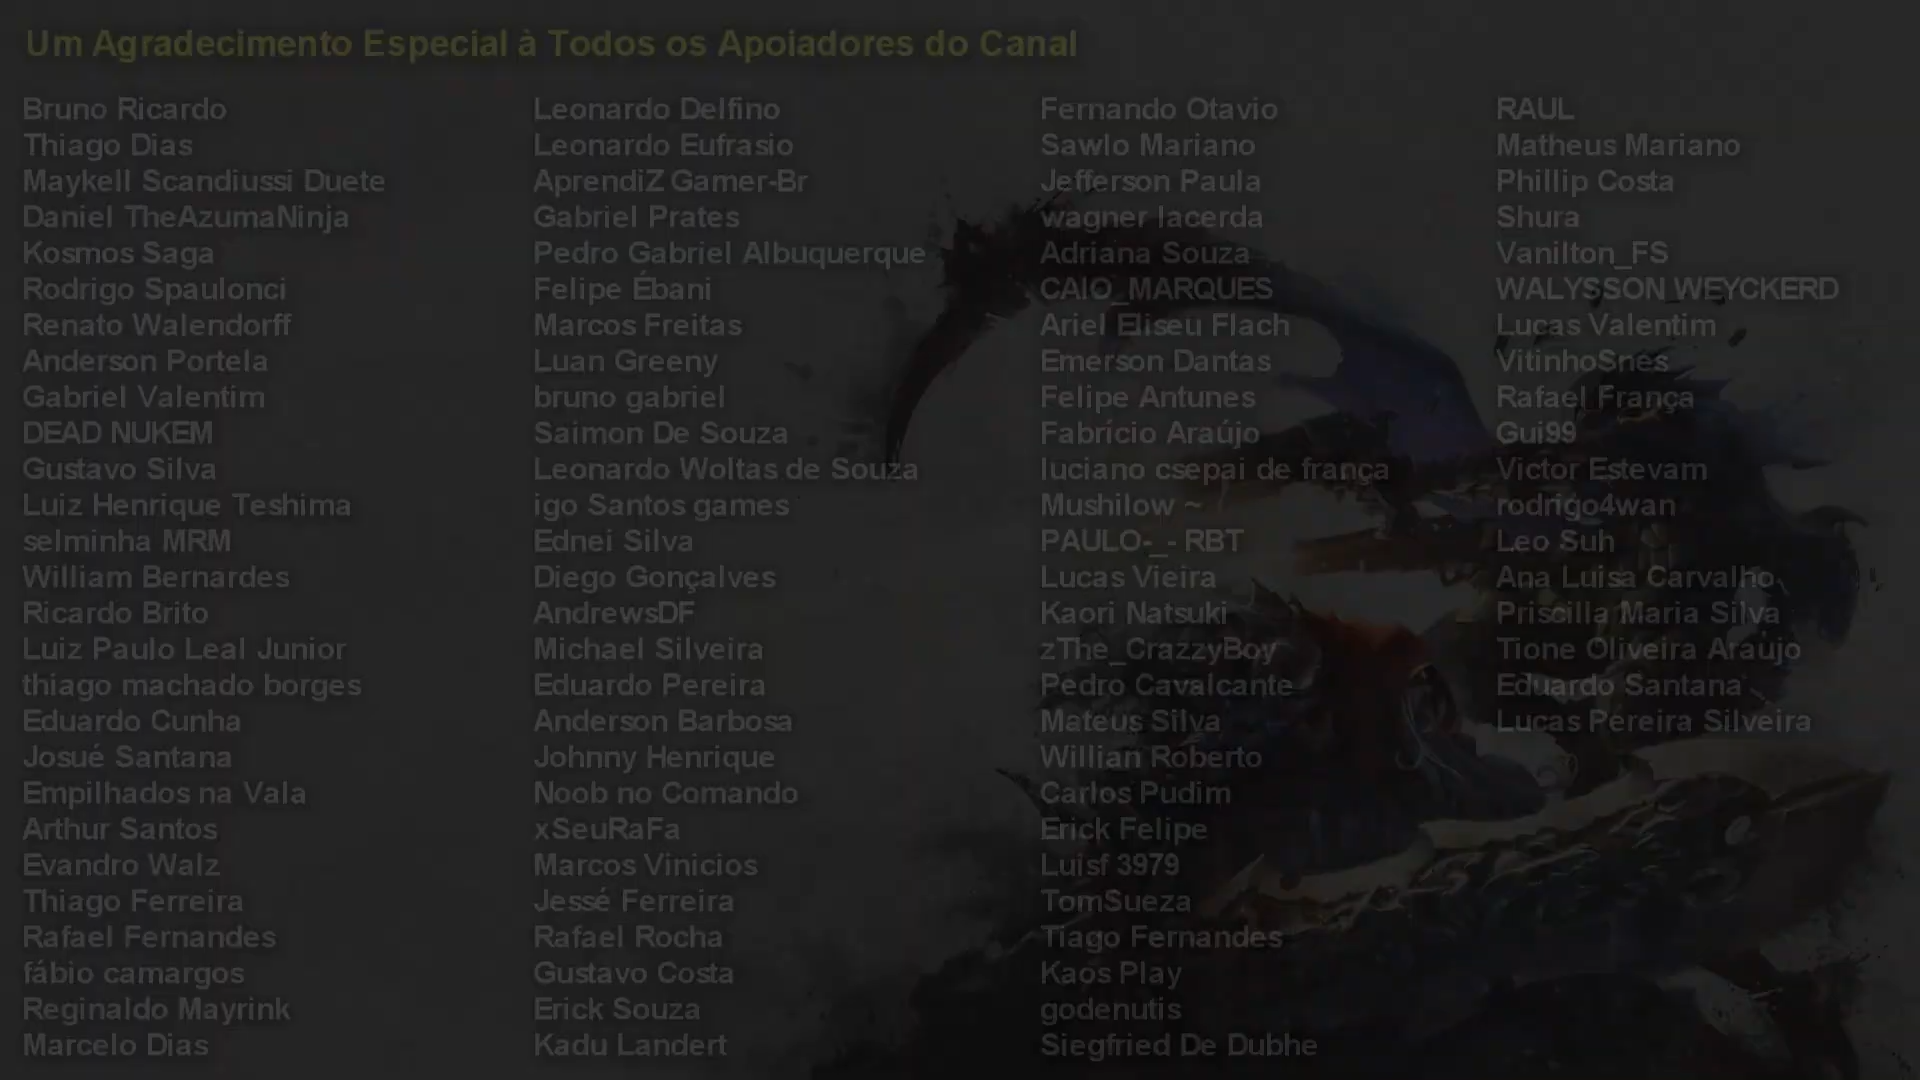 Um Agradecimento Especial à Todos os Apoiadores do Canal
Bruno Ricardo
Thiago Dias
Maykell Scandiussi Duete
Daniel TheAzumaNinja
Kosmos Saga
Rodrigo Spaulonci
Renato Walendorff
Anderson Portela
Gabriel Valentim
DEAD NUKEM
Gustavo Silva
Luiz Henrique Teshima
selminha MRM
William Bernardes
Ricardo Brito
Luiz Paulo Leal Junior
thiago machado borges
Eduardo Cunha
Josué Santana
Empilhados na Vala
Arthur Santos
Evandro Walz
Thiago Ferreira
Rafael Fernandes
fábio camargos
Reginaldo Mayrink
Marcelo Dias
Leonardo Delfino
Leonardo Eufrasio
AprendiZ Gamer-Br
Gabriel Prates
Pedro Gabriel Albuquerque
Felipe Ébani
Marcos Freitas
Luan Greeny
bruno gabriel
Saimon De Souza
Leonardo Woltas de Souza
igo Santos games
Ednei Silva
Diego Gonçalves
AndrewsDF
Michael Silveira
Eduardo Pereira
Anderson Barbosa
Johnny Henrique
Noob no Comando
xSeuRaFa
Marcos Vinicios
Jessé Ferreira
Rafael Rocha
Gustavo Costa
Erick Souza
Kadu Landert
Fernando Otavio
Sawlo Mariano
Jefferson Paula
wagner lacerda
Adriana Souza
CAIO_MARQUES
Ariel Eliseu Flach
Emerson Dantas
Felipe Antunes
Fabrício Araújo
luciano csepai de frança
Mushilow ~
PAULO-_- RBT
Lucas Vieira
Kaori Natsuki
zThe_CrazzyBoy
Pedro Cavalcante
Mateus Silva
Willian Roberto
Carlos Pudim
Erick Felipe
Luisf 3979
TomSueza
Tiago Fernandes
Kaos Play
godenutis
Siegfried De Dubhe
RAUL
Matheus Mariano
Phillip Costa
Shura
Vanilton_FS
WALYSSON WEYCKERD
Lucas Valentim
VitinhoSnes
Rafael França
Gui99
Victor Estevam
rodrigo4wan
Leo Suh
Ana Luisa Carvalho
Priscilla Maria Silva
Tione Oliveira Araujo
Eduardo Santana
Lucas Pereira Silveira